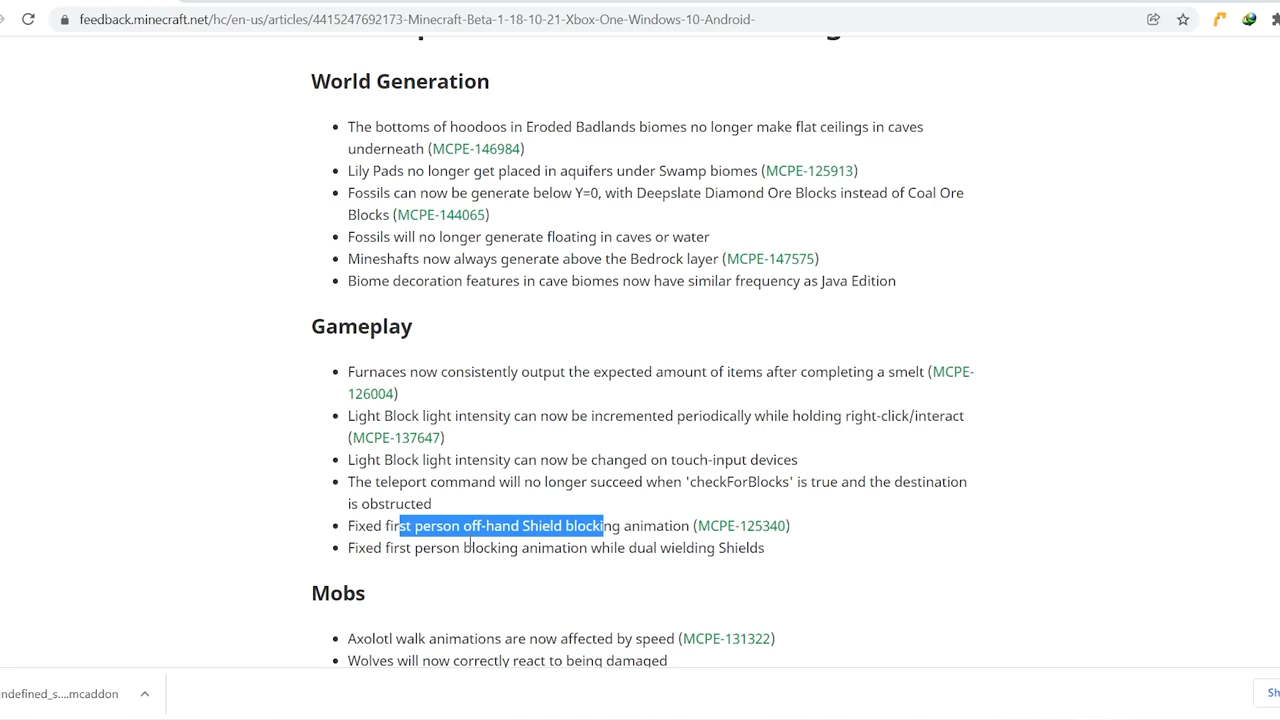 feedback.minecraft.net/hc/en-us/articles/4415247692173-Minecraft-Beta-1-18-10-21-Xbox-One-Windows-10-Android-
World Generation
• The bottoms of hoodoos in Eroded Badlands biomes no longer make flat ceilings in caves
underneath (MCPE-146984)
• Lily Pads no longer get placed in aquifers under Swamp biomes (MCPE-125913)
• Fossils can now be generate below Y=0, with Deepslate Diamond Ore Blocks instead of Coal Ore
Blocks (MCPE-144065)
• Fossils will no longer generate floating in caves or water
• Mineshafts now always generate above the Bedrock layer (MCPE-147575)
• Biome decoration features in cave biomes now have similar frequency as Java Edition
Gameplay
• Furnaces now consistently output the expected amount of items after completing a smelt (MCPE-
126004)
• Light Block light intensity can now be incremented periodically while holding right-click/interact
(MCPE-137647)
• Light Block light intensity can now be changed on touch-input devices
• The teleport command will no longer succeed when 'checkForBlocks' is true and the destination
is obstructed
• Fixed first person off-hand Shield blocking animation (MCPE-125340)
• Fixed first person blocking animation while dual wielding Shields
Mobs
• Axolotl walk animations are now affected by speed (MCPE-131322)
• Wolves will now correctly react to being damaged
ndefined_s....mcaddon
Sh